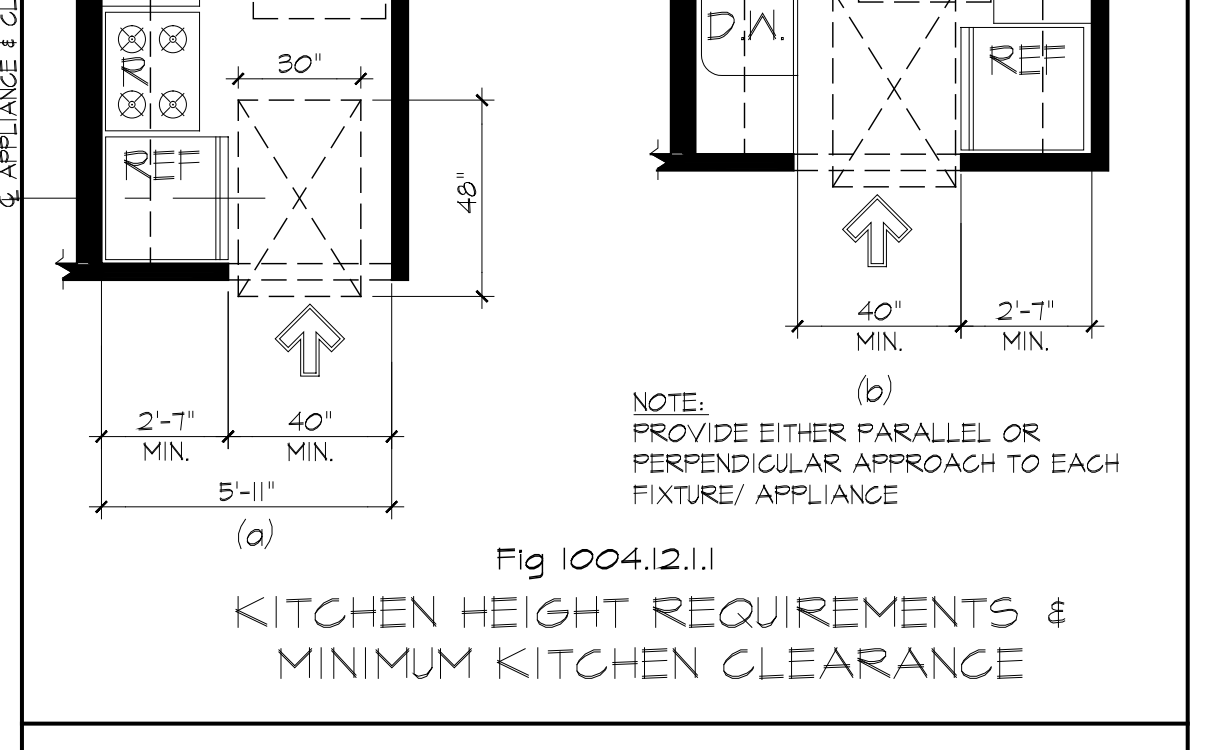 ℄ APPLIANCE & CL
R
REF
30"
48"
2'-7"
MIN.
40"
MIN.
5'-11"
(a)
D.W.
REF
40"
MIN.
2'-7"
MIN.
(b)
NOTE:
PROVIDE EITHER PARALLEL OR
PERPENDICULAR APPROACH TO EACH
FIXTURE/ APPLIANCE
Fig 1004.12.1.1
KITCHEN HEIGHT REQUIREMENTS &
MINIMUM KITCHEN CLEARANCE